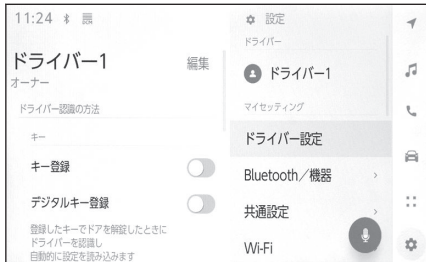 11:24
ドライバー1
編集
オーナー
ドライバー認識の方法
キー
キー登録
デジタルキー登録
登録したキーでドアを解錠したときに
ドライバーを認識し
自動的に設定を読み込みます
設定
ドライバー
ドライバー1
マイセッティング
ドライバー設定
Bluetooth／機器
共通設定
Wi-Fi